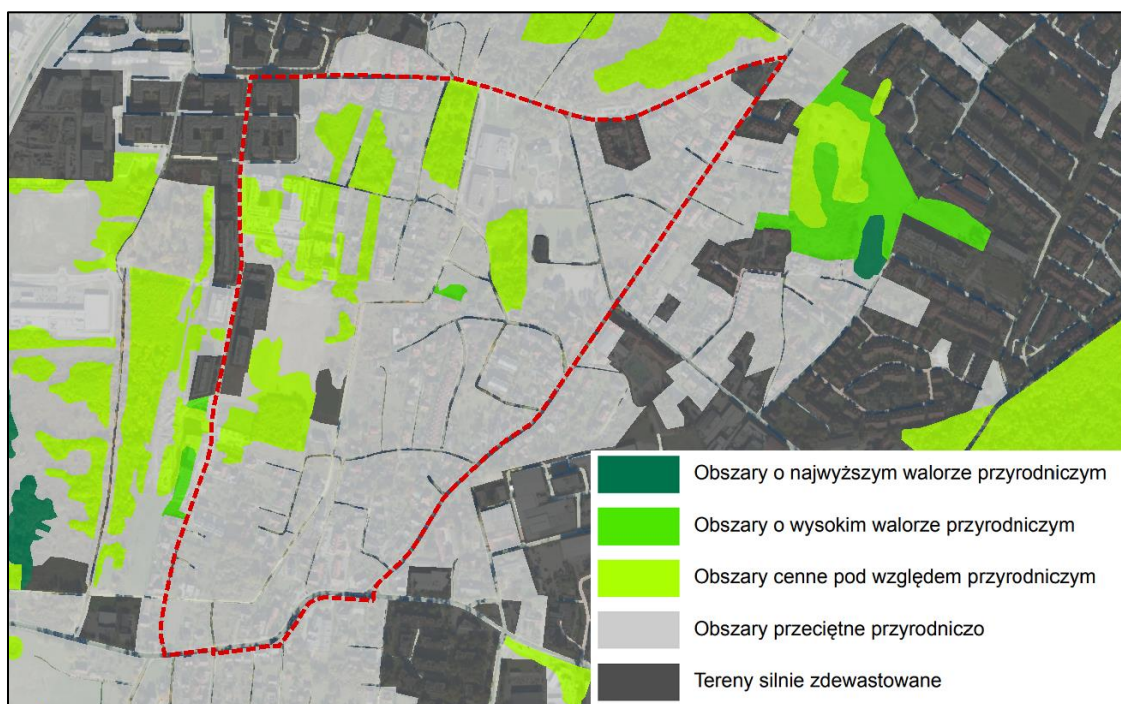 Obszary o najwyższym walorze przyrodniczym
Obszary o wysokim walorze przyrodniczym
Obszary cenne pod względem przyrodniczym
Obszary przeciętne przyrodniczo
Tereny silnie zdewastowane